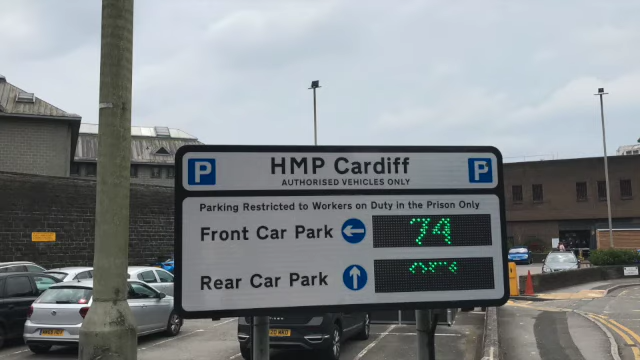 P HMP Cardiff P
AUTHORISED VEHICLES ONLY
Parking Restricted to Workers on Duty in the Prison Only
Front Car Park 74
Rear Car Park